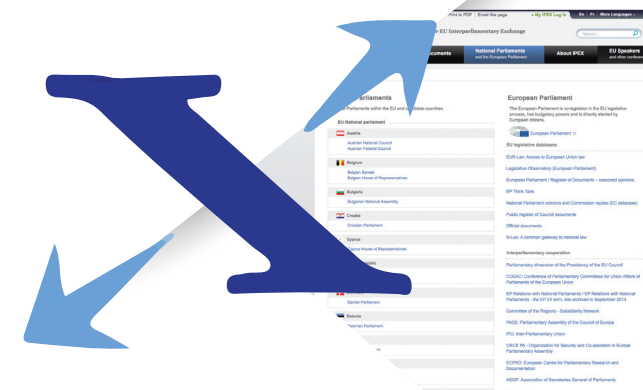 Print to PDF | Email this page
My IPEX Log In
En Fr More Languages
EU Interparliamentary Exchange
Search...
National Parliaments
and the European Parliament
About IPEX
EU Speakers
and other
European Parliament
The European Parliament is co-legislator in the EU legislative
process, has budgetary powers and is directly elected by
European citizens.
European Parliament
Parliaments within the EU and candidate countries.
EU National parliament
Austria
Austrian National Council
Austrian Federal Council
Belgium
Belgian Senate
Belgian House of Representatives
Bulgaria
Bulgarian National Assembly
Croatia
Croatian Parliament
Cyprus
Cyprus House of Representatives
Danish Parliament
Estonia
Estonian Parliament
EU legislative databases
EUR-Lex: Access to European Union law
Legislative Observatory (European Parliament)
European Parliament / Register of Documents – reasoned opinions
EP Think Tank
National Parliament opinions and Commission replies (EC database)
Public register of Council documents
Official documents
N-Lex: A common gateway to national law
Interparliamentary cooperation
Parliamentary dimension of the Presidency of the EU Council
COSAC: Conference of Parliamentary Committees for Union Affairs of
Parliaments of the European Union
EP Relations with National Parliaments / EP Relations with National
Parliaments - the EP VII term, site archived in September 2014
Committee of the Regions - Subsidiarity Network
PACE: Parliamentary Assembly of the Council of Europe
IPU: Inter-Parliamentary Union
OSCE PA - Organization for Security and Co-operation in Europe
Parliamentary Assembly
ECPRD: European Centre for Parliamentary Research and
Documentation
ASGP: Association of Secretaries General of Parliaments